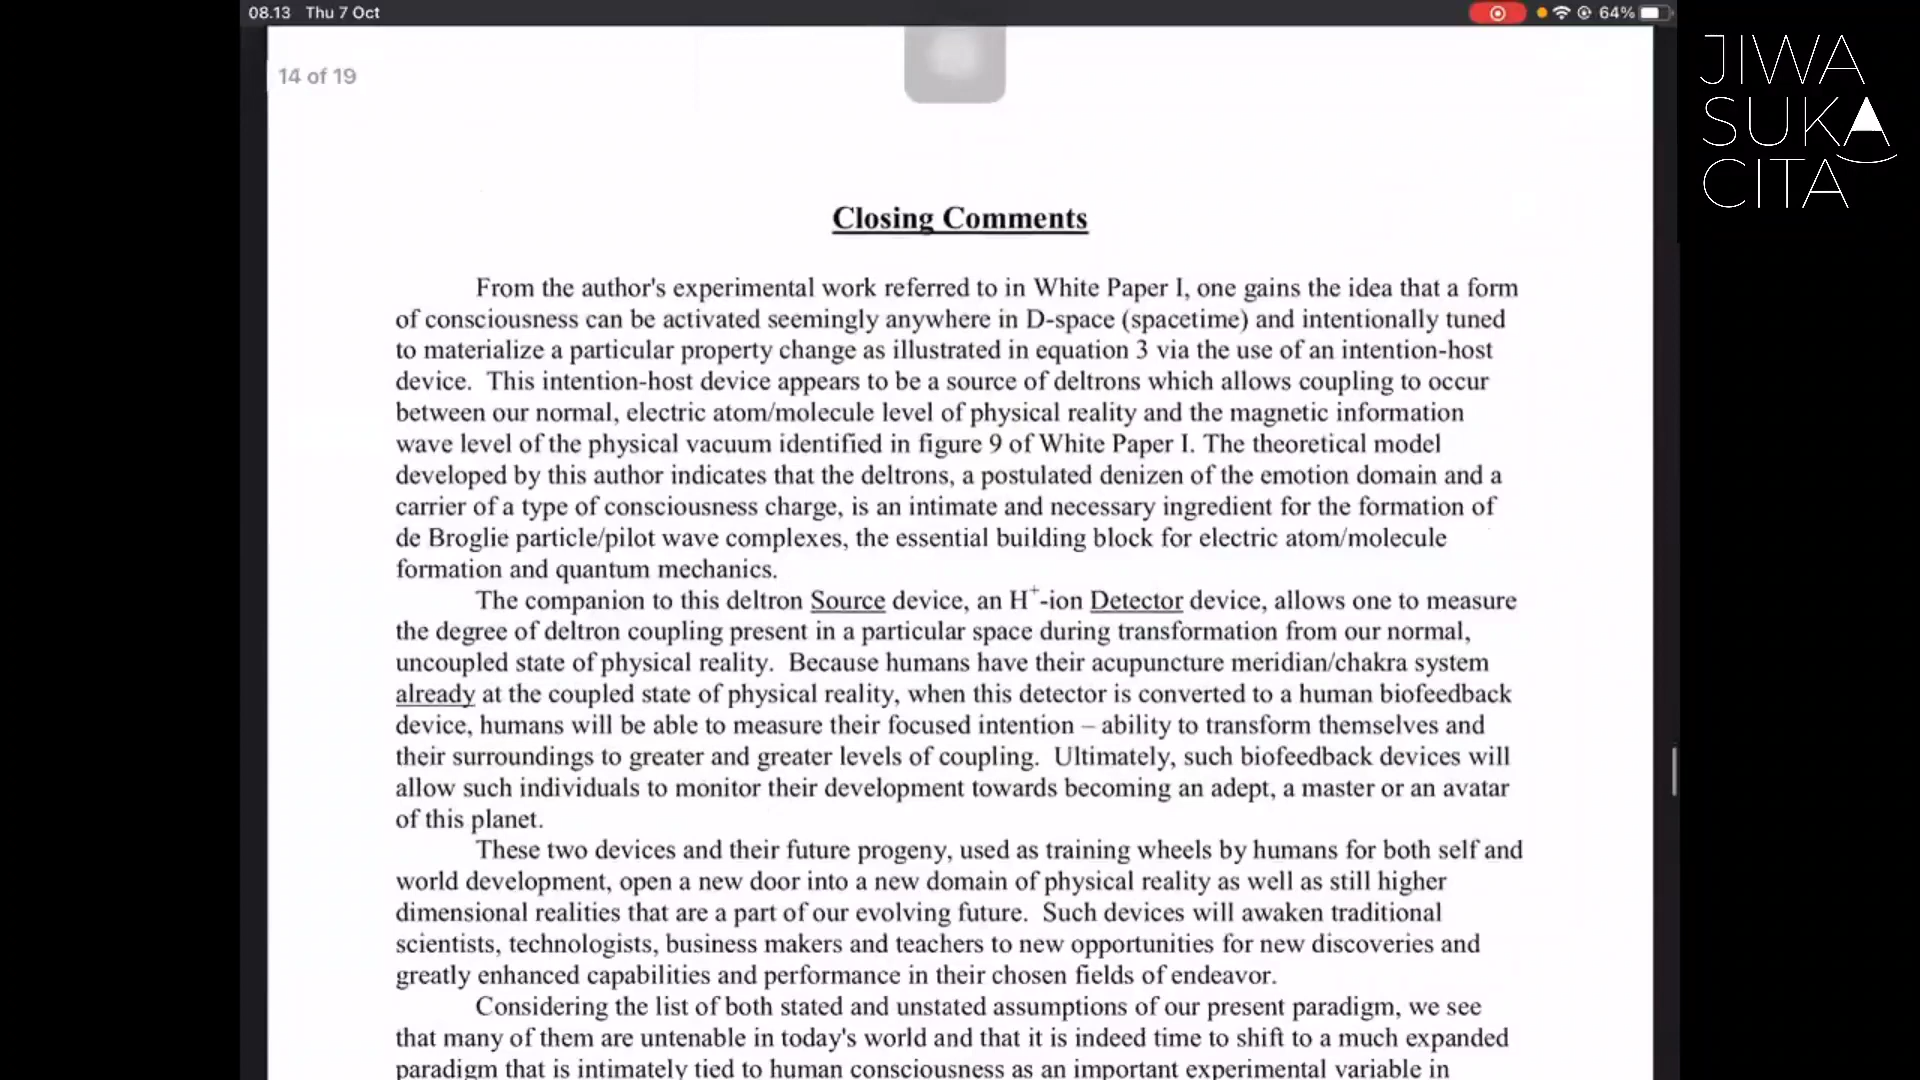 08.13 Thu 7 Oct
64%
JIWA
SUKA
CITA
14 of 19
Closing Comments
From the author's experimental work referred to in White Paper I, one gains the idea that a form
of consciousness can be activated seemingly anywhere in D-space (spacetime) and intentionally tuned
to materialize a particular property change as illustrated in equation 3 via the use of an intention-host
device. This intention-host device appears to be a source of deltrons which allows coupling to occur
between our normal, electric atom/molecule level of physical reality and the magnetic information
wave level of the physical vacuum identified in figure 9 of White Paper I. The theoretical model
developed by this author indicates that the deltrons, a postulated denizen of the emotion domain and a
carrier of a type of consciousness charge, is an intimate and necessary ingredient for the formation of
de Broglie particle/pilot wave complexes, the essential building block for electric atom/molecule
formation and quantum mechanics.
The companion to this deltron Source device, an H⁺-ion Detector device, allows one to measure
the degree of deltron coupling present in a particular space during transformation from our normal,
uncoupled state of physical reality. Because humans have their acupuncture meridian/chakra system
already at the coupled state of physical reality, when this detector is converted to a human biofeedback
device, humans will be able to measure their focused intention – ability to transform themselves and
their surroundings to greater and greater levels of coupling. Ultimately, such biofeedback devices will
allow such individuals to monitor their development towards becoming an adept, a master or an avatar
of this planet.
These two devices and their future progeny, used as training wheels by humans for both self and
world development, open a new door into a new domain of physical reality as well as still higher
dimensional realities that are a part of our evolving future. Such devices will awaken traditional
scientists, technologists, business makers and teachers to new opportunities for new discoveries and
greatly enhanced capabilities and performance in their chosen fields of endeavor.
Considering the list of both stated and unstated assumptions of our present paradigm, we see
that many of them are untenable in today's world and that it is indeed time to shift to a much expanded
paradigm that is intimately tied to human consciousness as an important experimental variable in